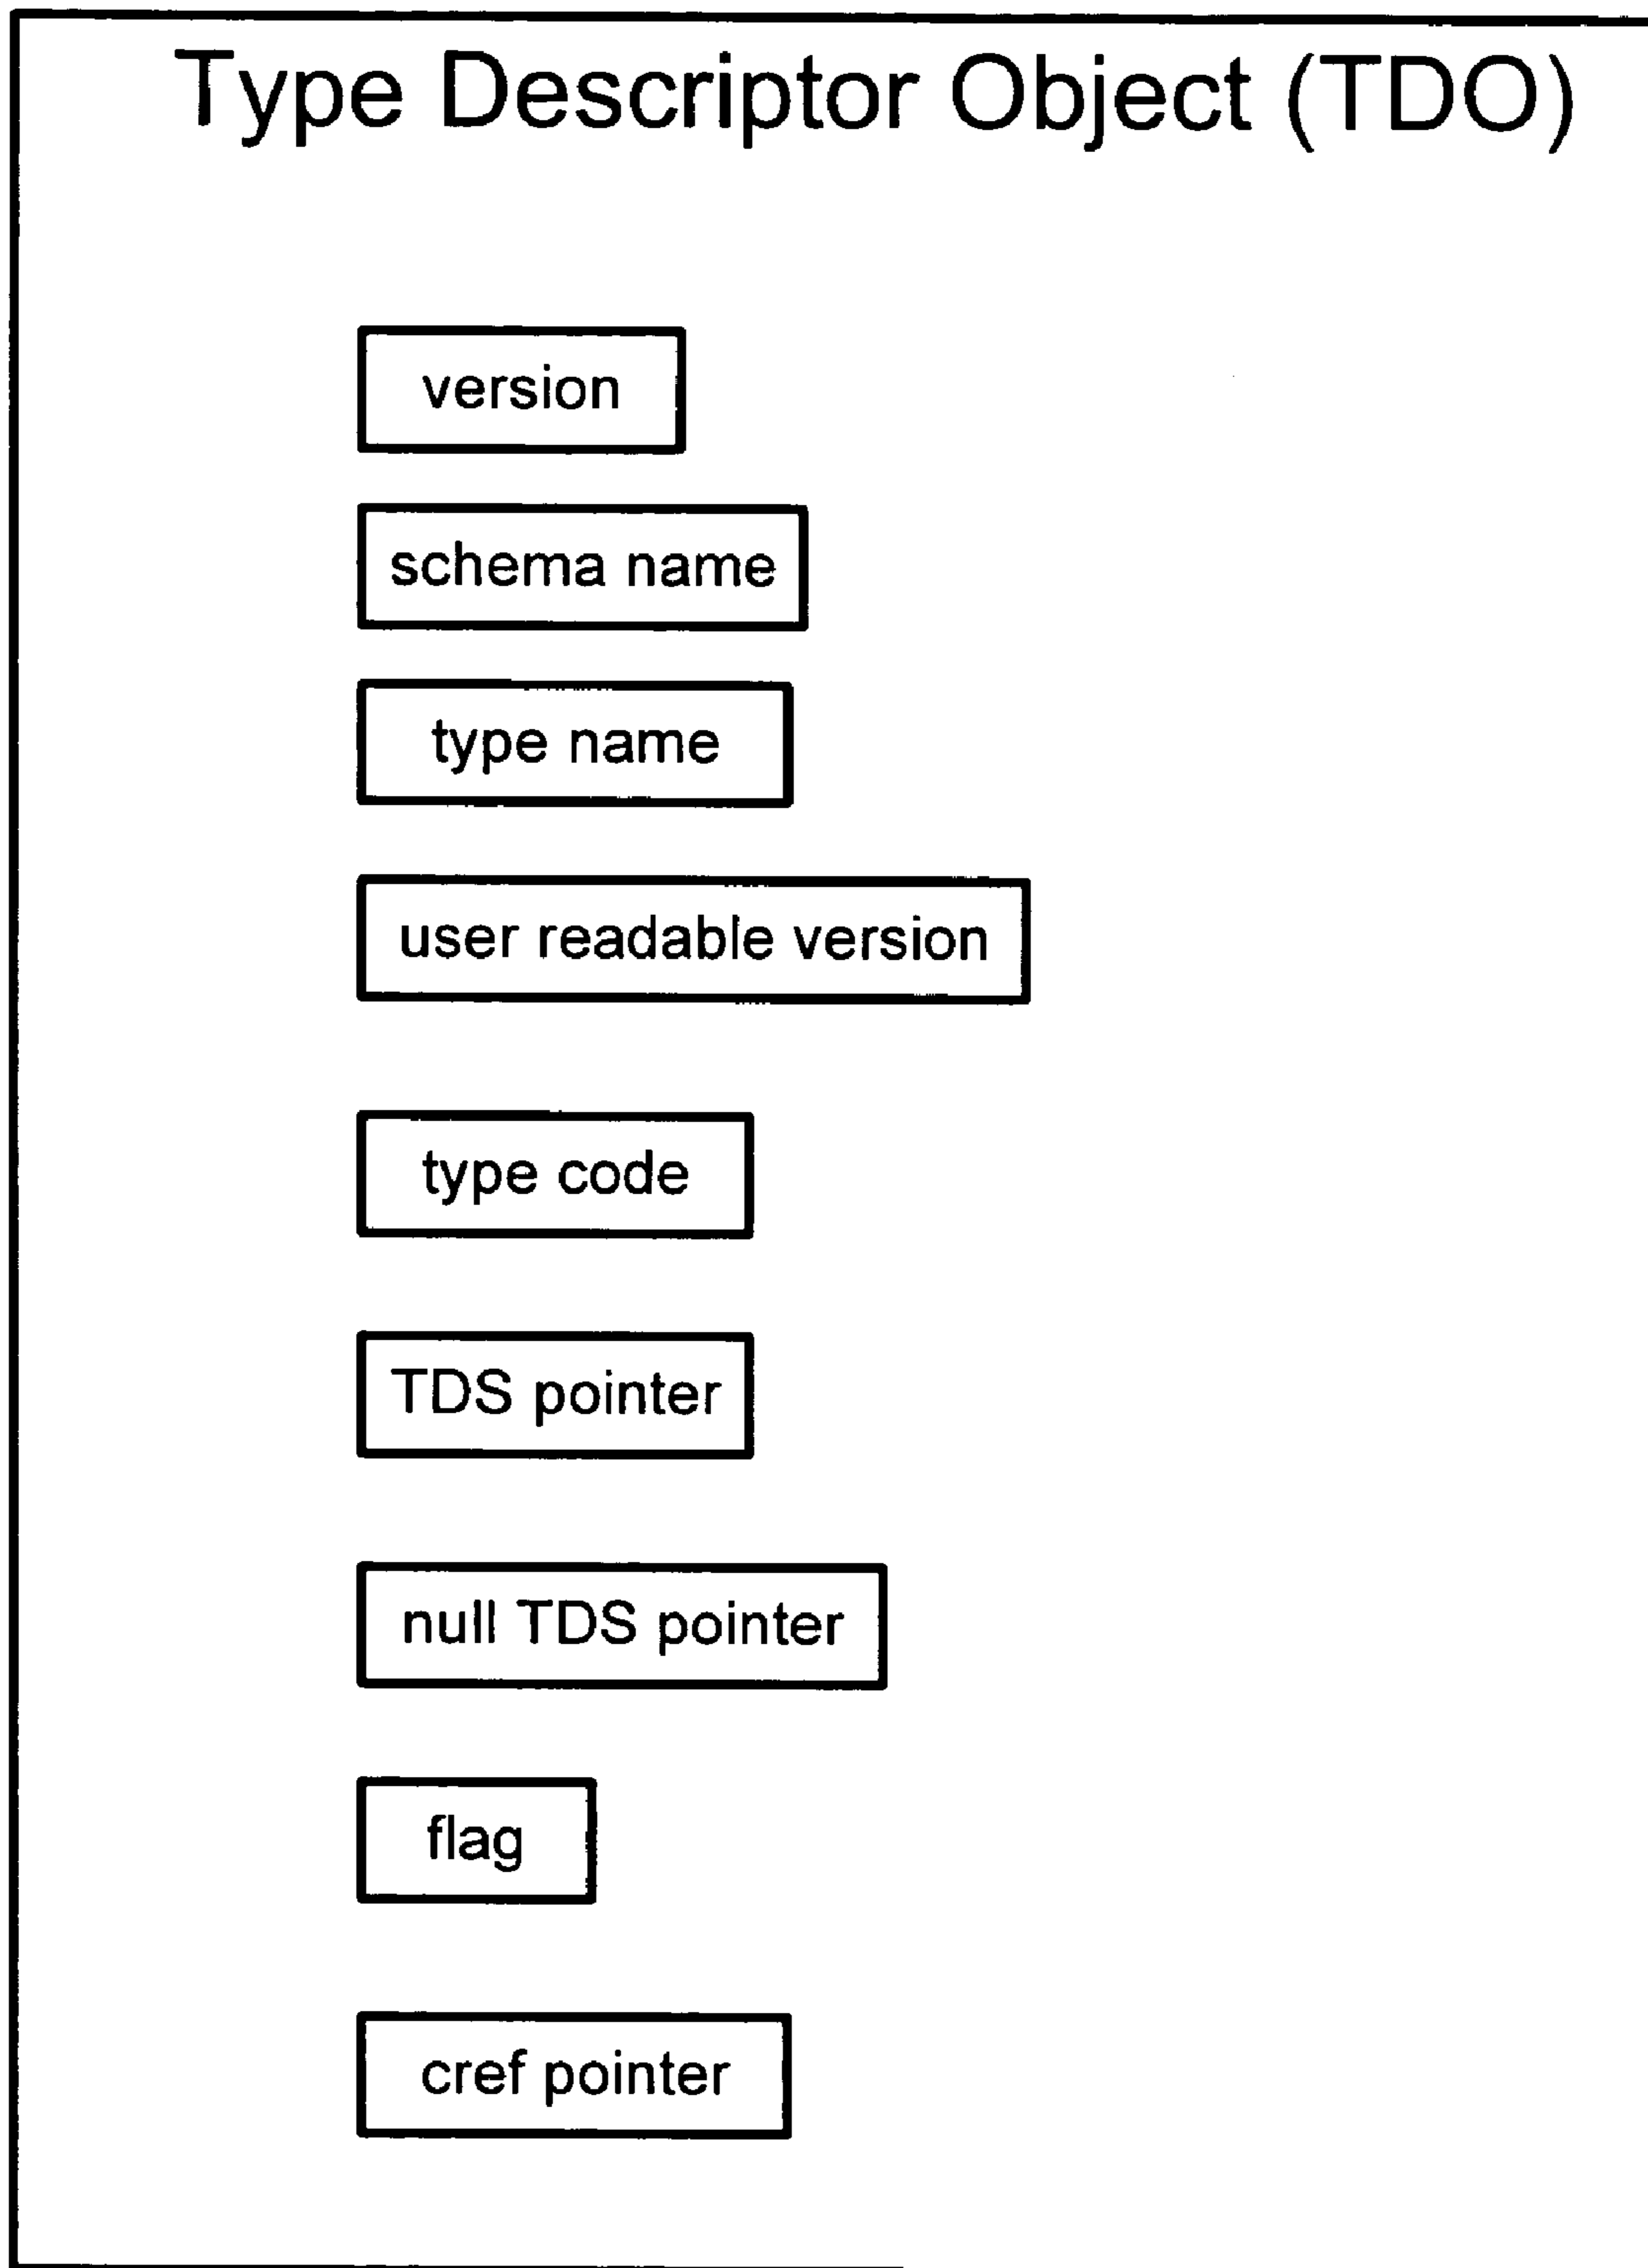 Type Descriptor Object (TDO)
version
schema name
type name
user readable version
type code
TDS pointer
null TDS pointer
flag
cref pointer